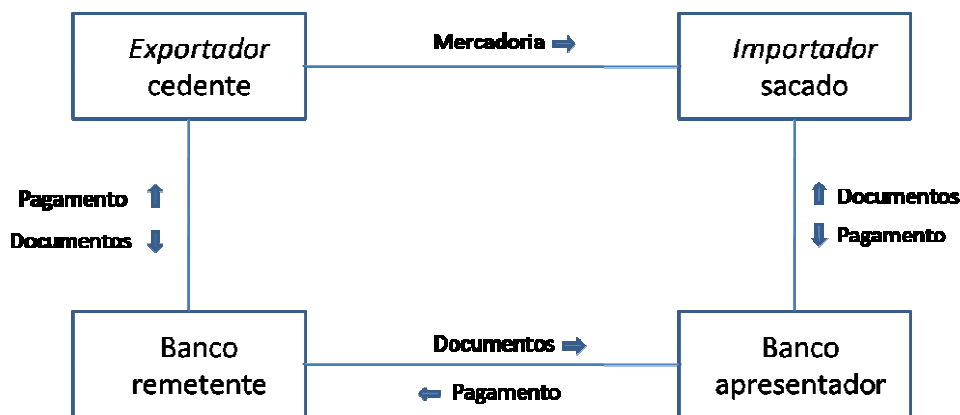 Exportador
cedente
Mercadoria
Importador
sacado
Pagamento
Documentos
Documentos
Pagamento
Banco
remetente
Documentos
Pagamento
Banco
apresentador